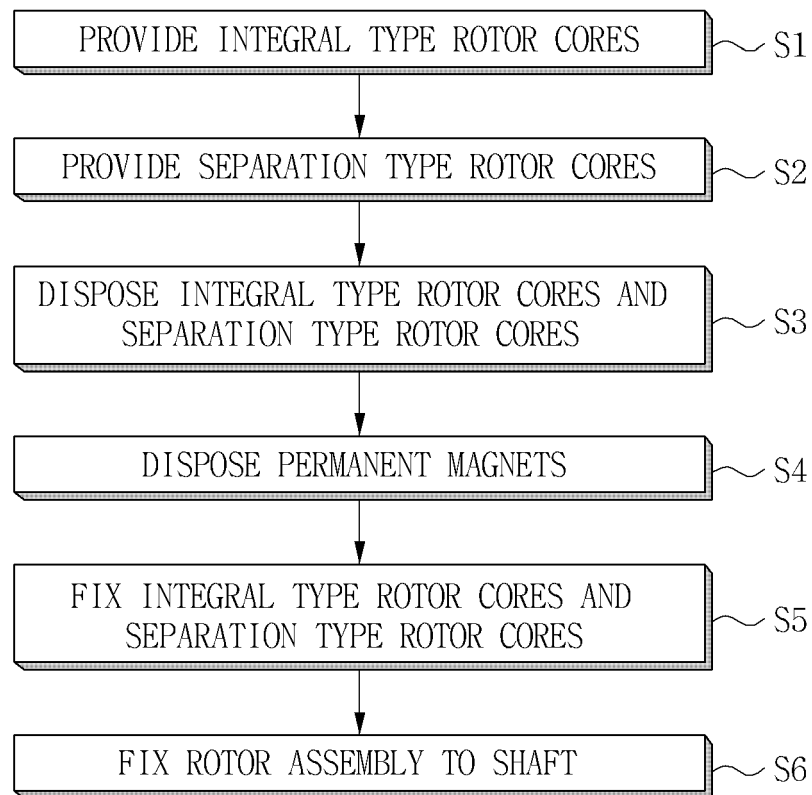 PROVIDE INTEGRAL TYPE ROTOR CORES
S1
PROVIDE SEPARATION TYPE ROTOR CORES
S2
DISPOSE INTEGRAL TYPE ROTOR CORES AND
SEPARATION TYPE ROTOR CORES
S3
DISPOSE PERMANENT MAGNETS
S4
FIX INTEGRAL TYPE ROTOR CORES AND
SEPARATION TYPE ROTOR CORES
S5
FIX ROTOR ASSEMBLY TO SHAFT
S6